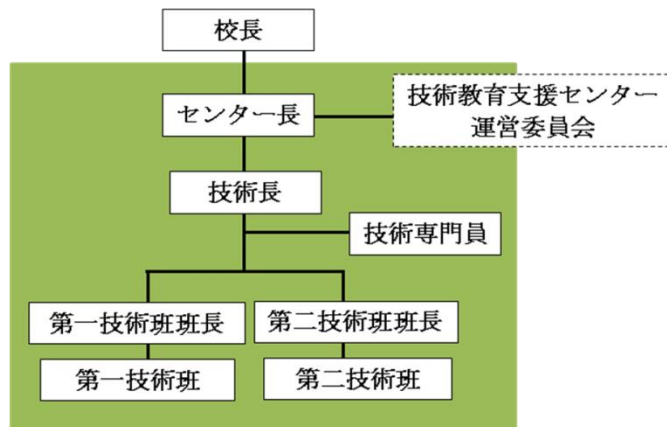 校長
センター長
技術教育支援センター
運営委員会
技術長
技術専門員
第一技術班班長
第二技術班班長
第一技術班
第二技術班